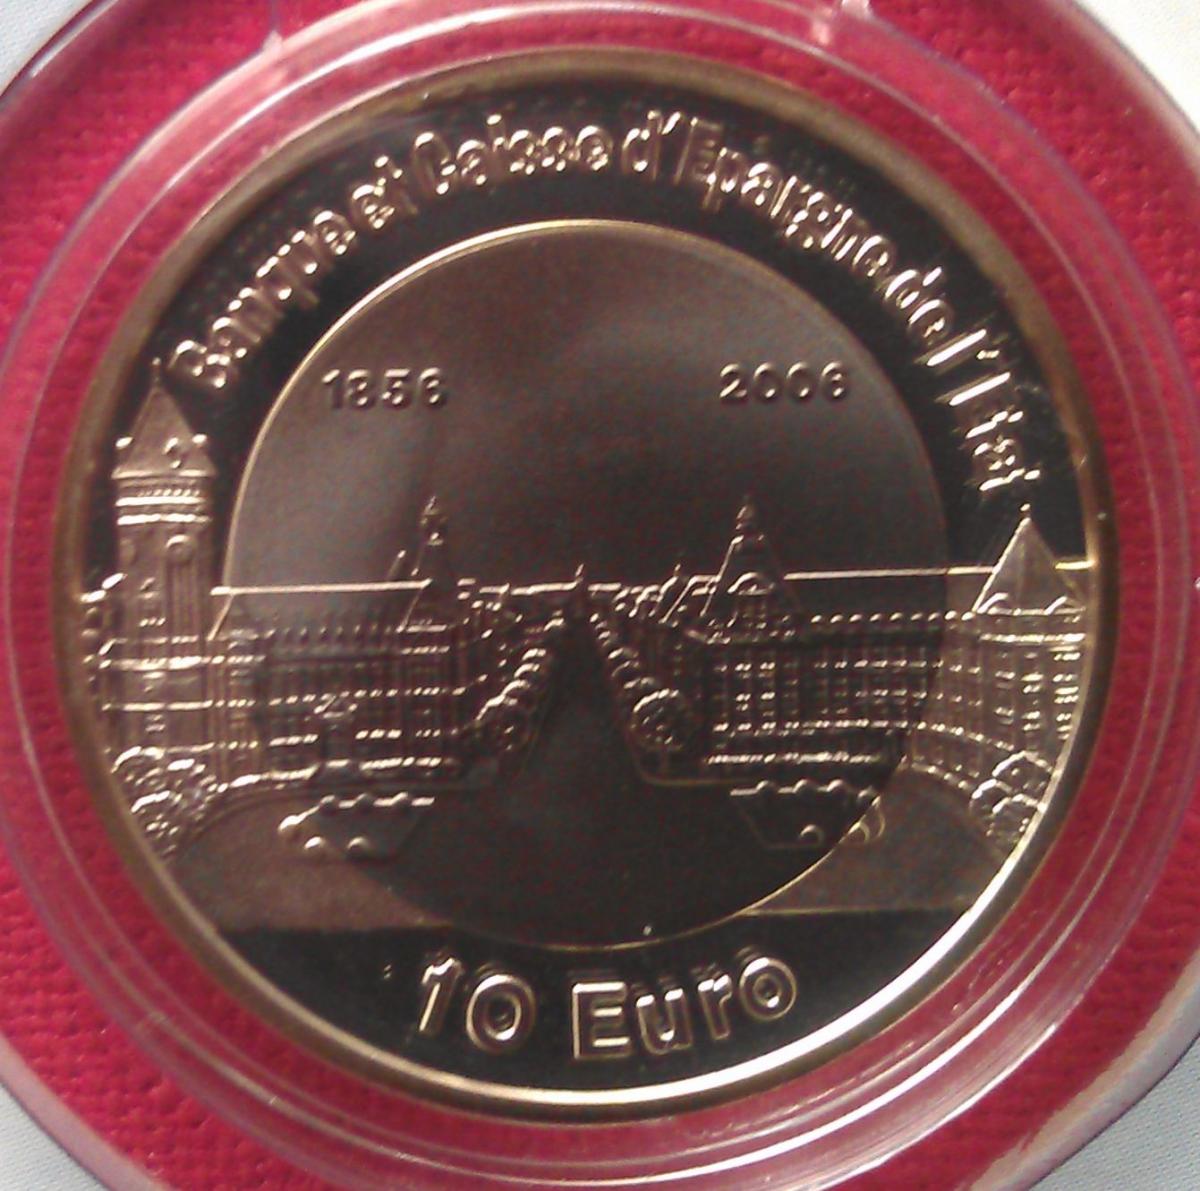 Banque et Caisse d'Epargne de l'Etat
1856 2006
10 Euro